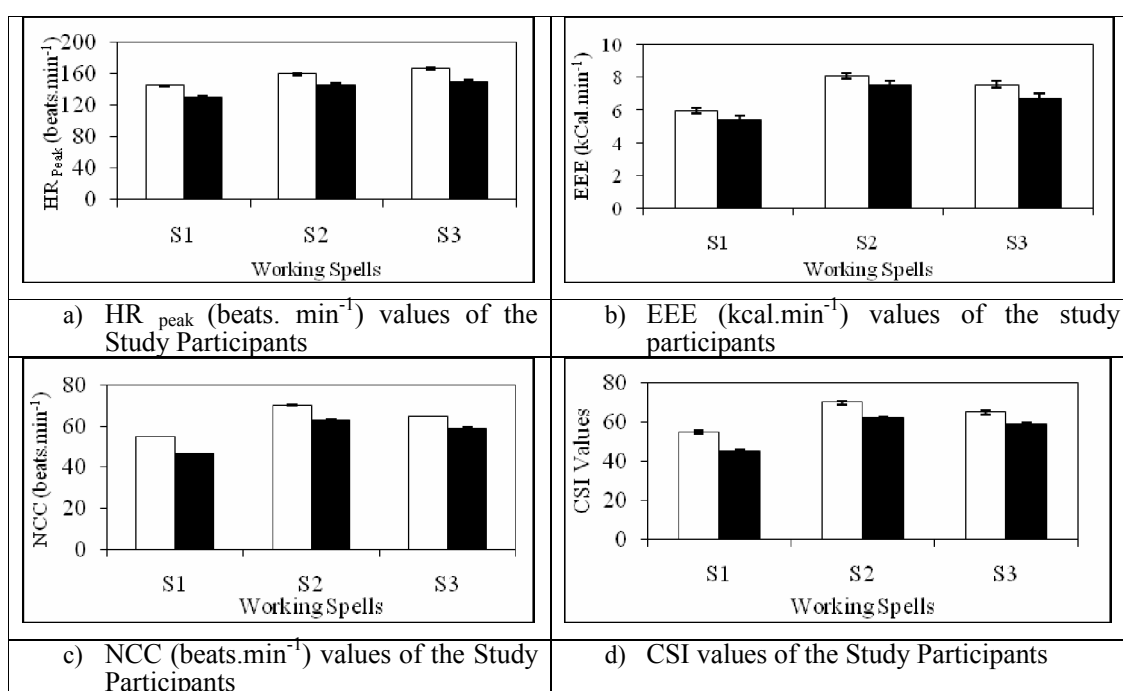 200
160
120
80
40
0
HR Peak (beats.min-1)
S1 S2 S3
Working Spells
10
8
6
4
2
0
EEE (kCal.min-1)
S1 S2 S3
Working Spells
a) HR peak (beats. min-1) values of the
Study Participants
b) EEE (kcal.min-1) values of the study
participants
80
60
40
20
0
NCC (beats.min-1)
S1 S2 S3
Working Spells
80
60
40
20
0
CSI Values
S1 S2 S3
Working Spells
c) NCC (beats.min-1) values of the Study
Participants
d) CSI values of the Study Participants